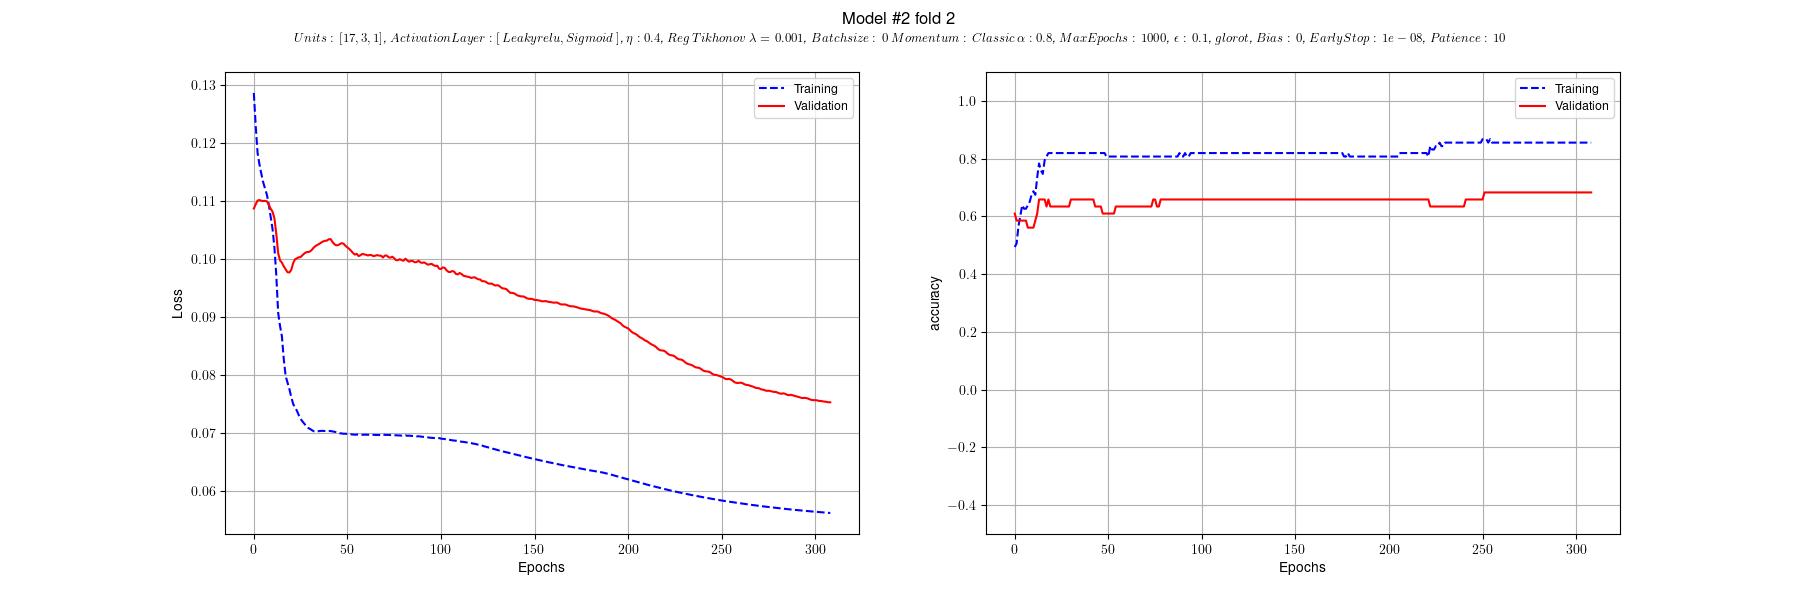 Model #2 fold 2
Units : [17, 3, 1], ActivationLayer : [ Leakyrelu, Sigmoid ], η : 0.4, Reg Tikhonov λ = 0.001, Batchsize : 0 Momentum : Classic α : 0.8, MaxEpochs : 1000, ϵ : 0.1, glorot, Bias : 0, EarlyStop : 1e − 08, Patience : 10
Training
Validation
0.13
0.12
0.11
0.10
0.09
0.08
0.07
0.06
Loss
0 50 100 150 200 250 300
Epochs
Training
Validation
1.0
0.8
0.6
0.4
0.2
0.0
−0.2
−0.4
accuracy
0 50 100 150 200 250 300
Epochs